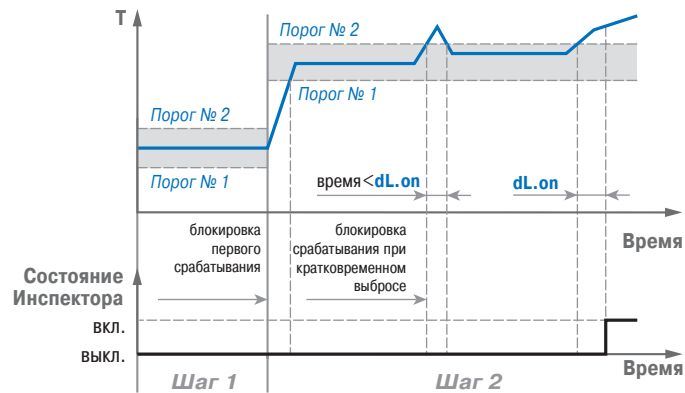 T
Порог № 2
Порог № 1
Порог № 2
Порог № 1
время<dL.on
dL.on
Время
блокировка
первого
срабатывания
блокировка
срабатывания при
кратковременном
выбросе
Состояние
Инспектора
вкл.
выкл.
Время
Шаг 1
Шаг 2